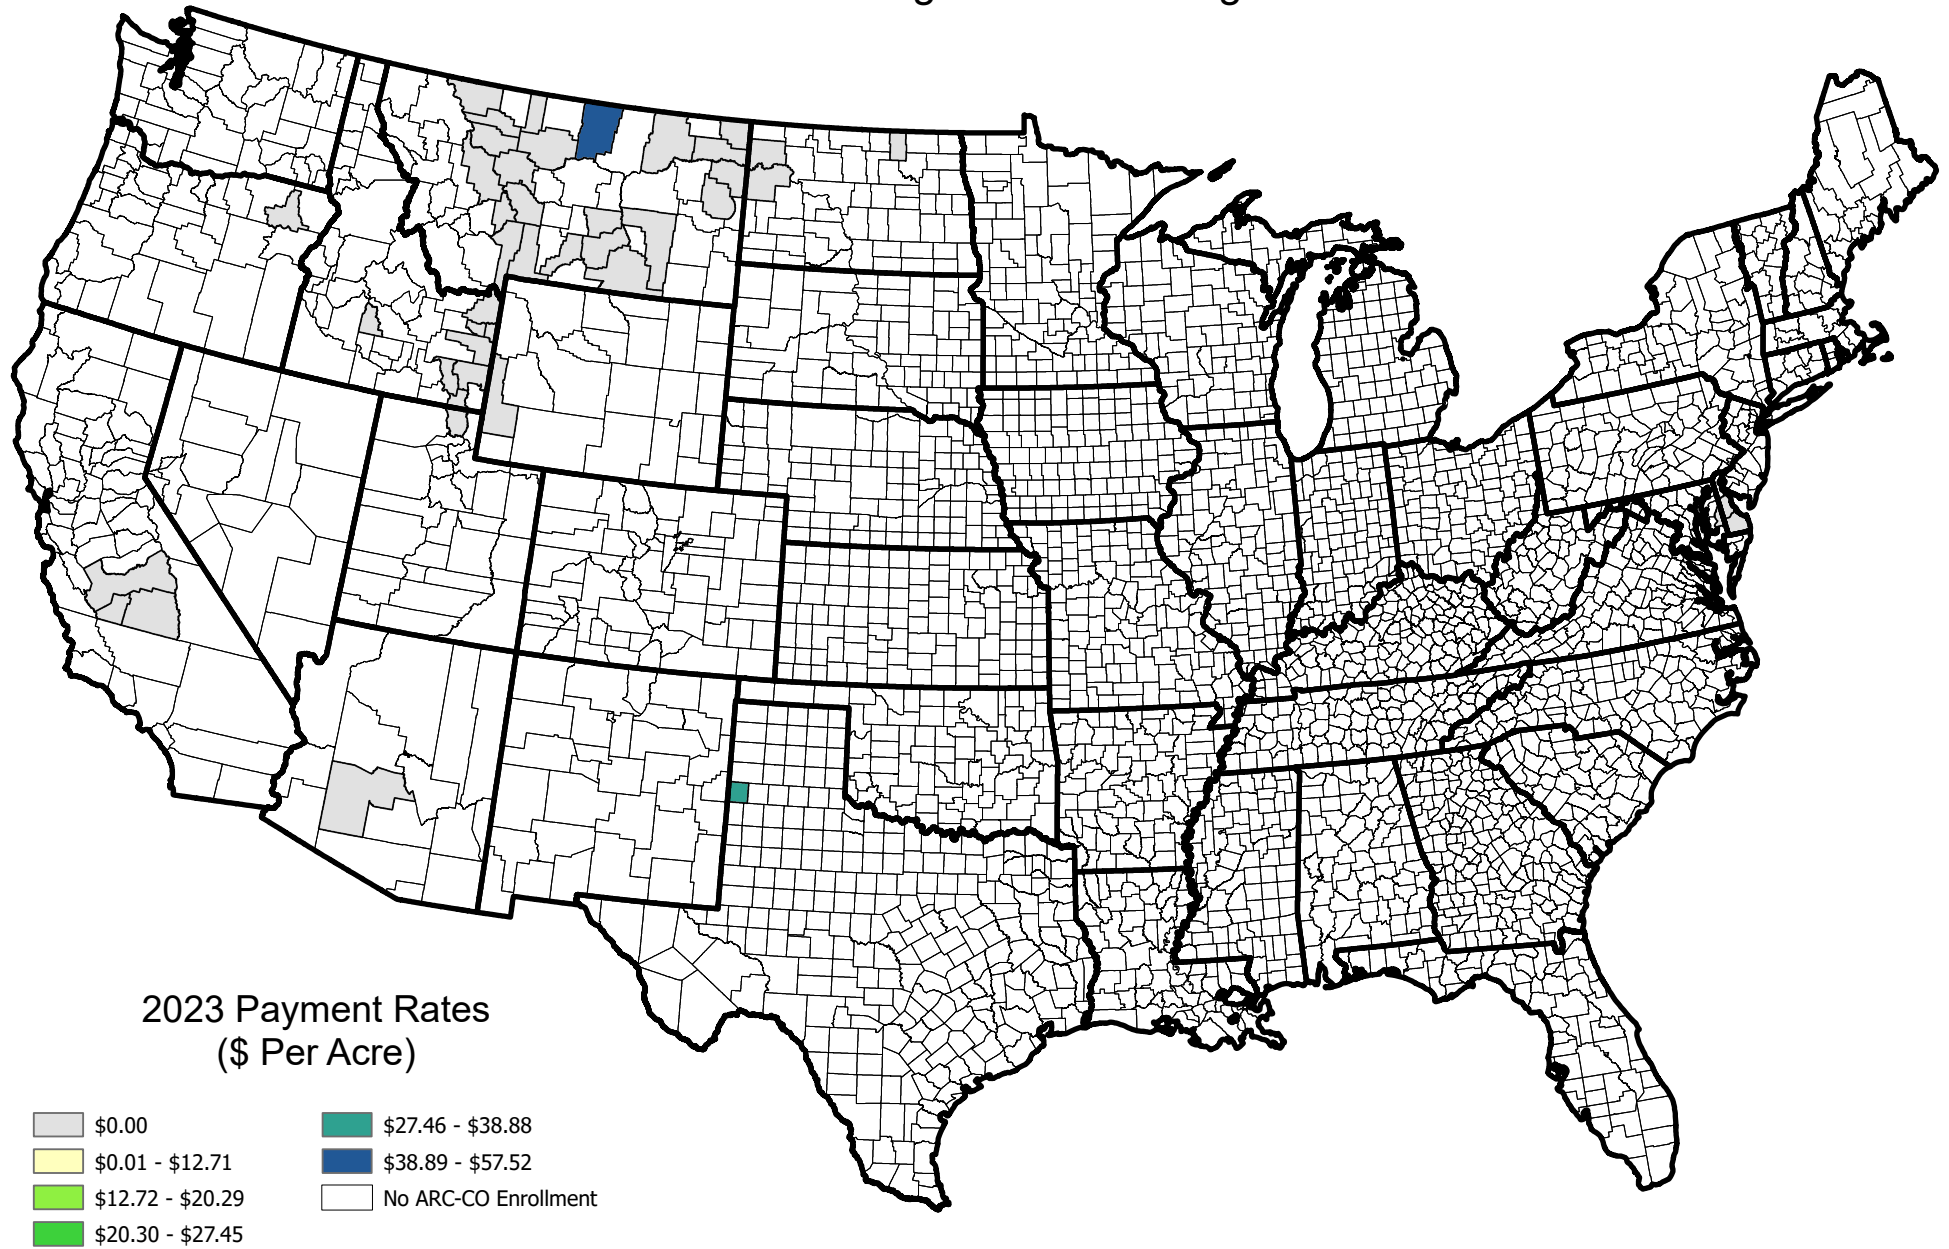 2023 Payment Rates
($ Per Acre)
$0.00
$0.01 - $12.71
$12.72 - $20.29
$20.30 - $27.45
$27.46 - $38.88
$38.89 - $57.52
No ARC-CO Enrollment